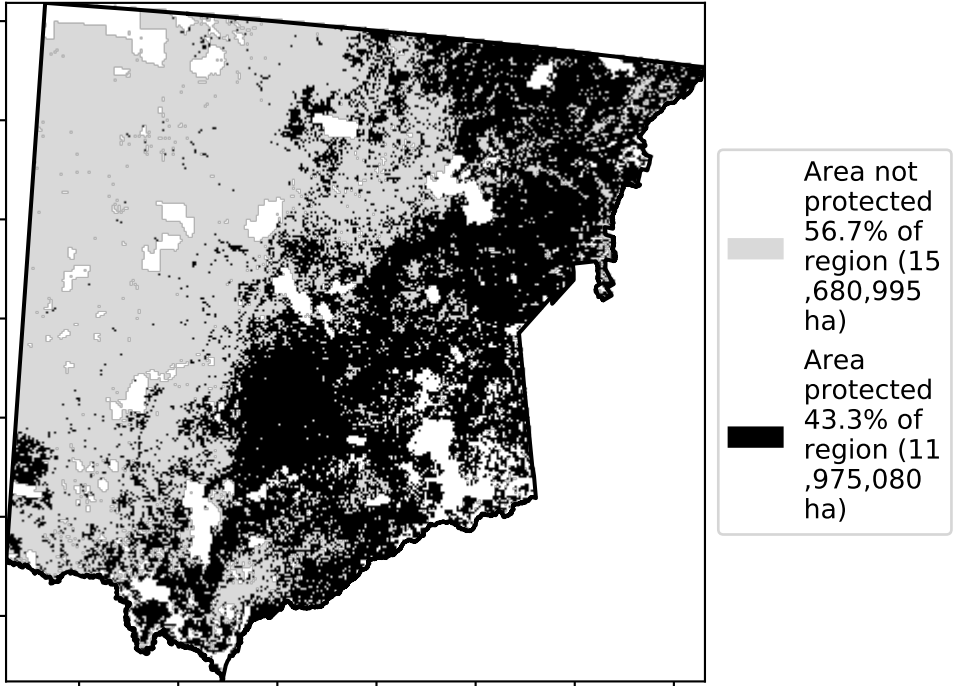 Area not
protected
56.7% of
region (15
,680,995
ha)
Area
protected
43.3% of
region (11
,975,080
ha)